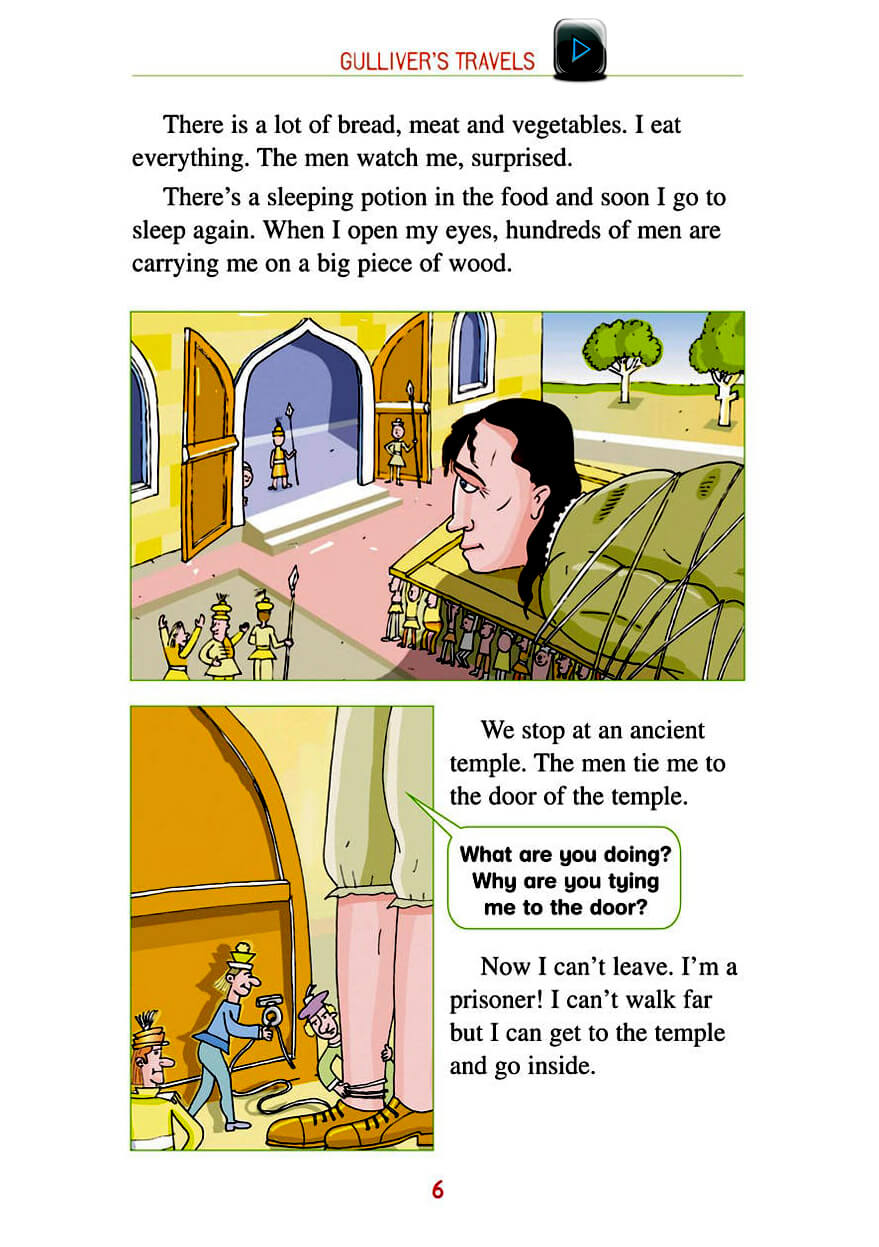 GULLIVER'S TRAVELS
There is a lot of bread, meat and vegetables. I eat
everything. The men watch me, surprised.
There's a sleeping potion in the food and soon I go to
sleep again. When I open my eyes, hundreds of men are
carrying me on a big piece of wood.
We stop at an ancient
temple. The men tie me to
the door of the temple.
What are you doing?
Why are you tying
me to the door?
Now I can't leave. I'm a
prisoner! I can't walk far
but I can get to the temple
and go inside.
6